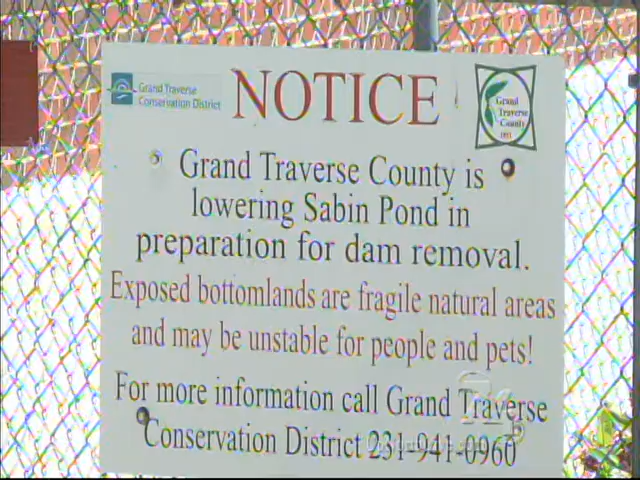 Grand Traverse
Conservation District
NOTICE
Grand
Traverse
County
Grand Traverse County is
lowering Sabin Pond in
preparation for dam removal.
Exposed bottomlands are fragile natural areas
and may be unstable for people and pets!
For more information call Grand Traverse
Conservation District 231-941-0960